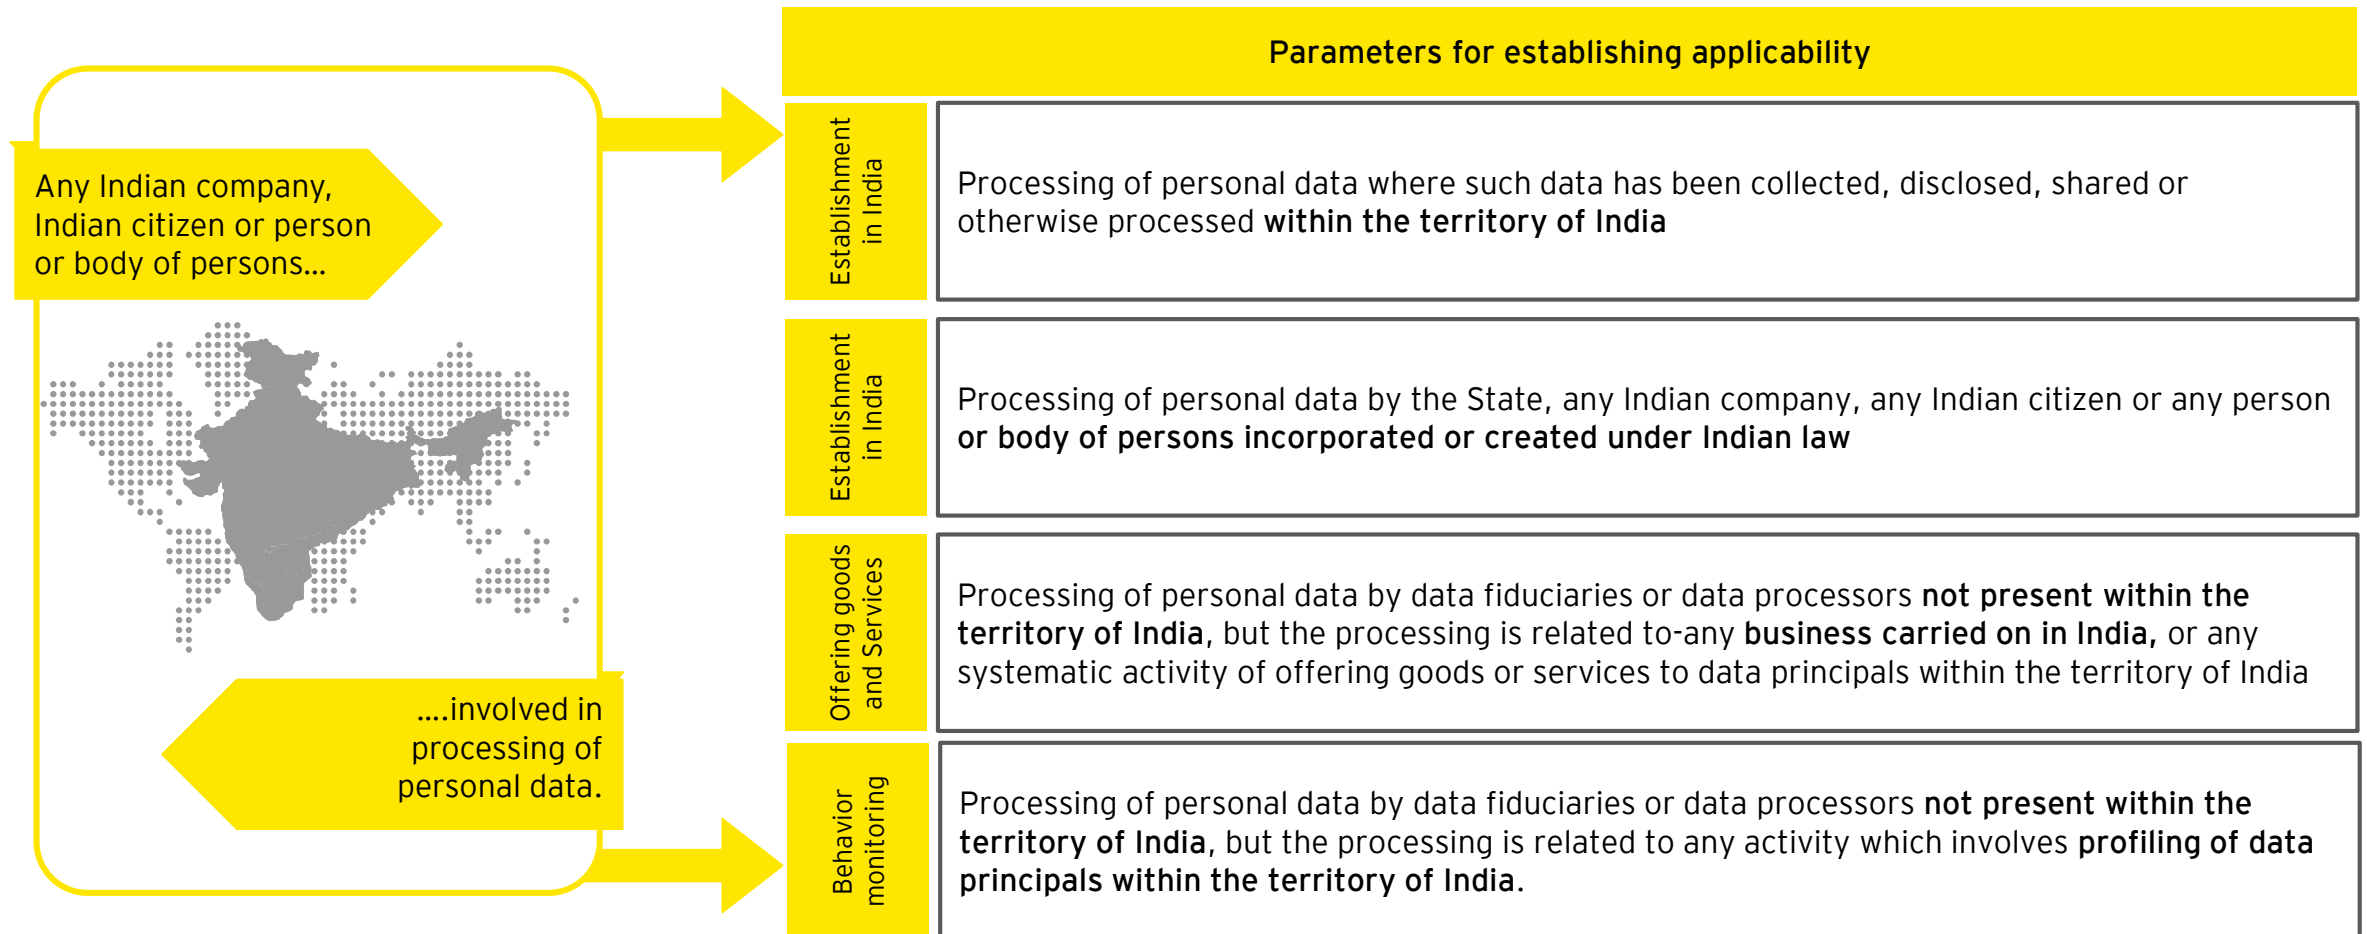 Parameters for establishing applicability
Any Indian company,
Indian citizen or person
or body of persons...
....involved in
processing of
personal data.
Establishment
in India
Processing of personal data where such data has been collected, disclosed, shared or
otherwise processed within the territory of India
Establishment
in India
Processing of personal data by the State, any Indian company, any Indian citizen or any person
or body of persons incorporated or created under Indian law
Offering goods
and Services
Processing of personal data by data fiduciaries or data processors not present within the
territory of India, but the processing is related to-any business carried on in India, or any
systematic activity of offering goods or services to data principals within the territory of India
Behavior
monitoring
Processing of personal data by data fiduciaries or data processors not present within the
territory of India, but the processing is related to any activity which involves profiling of data
principals within the territory of India.